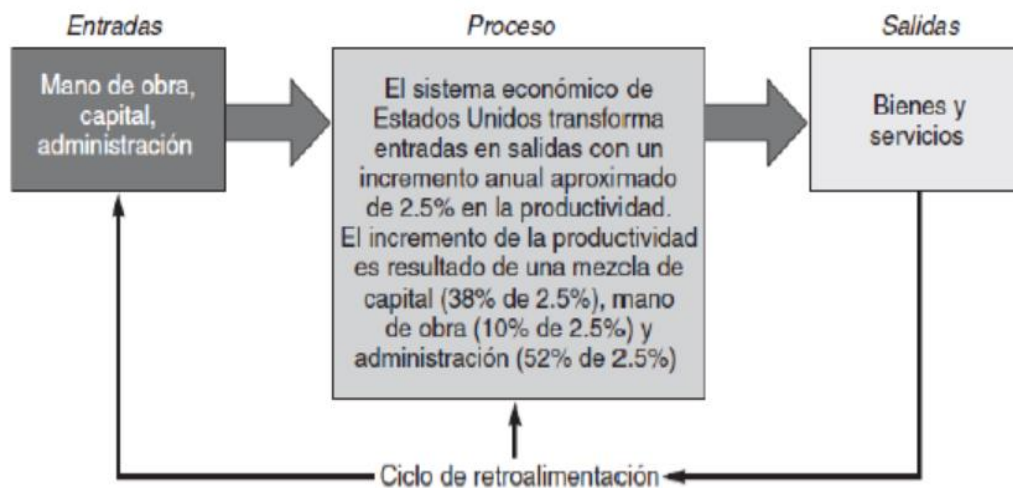 Entradas
Mano de obra,
capital,
administración
Proceso
El sistema económico de
Estados Unidos transforma
entradas en salidas con un
incremento anual aproximado
de 2.5% en la productividad.
El incremento de la productividad
es resultado de una mezcla de
capital (38% de 2.5%), mano
de obra (10% de 2.5%) y
administración (52% de 2.5%)
Salidas
Bienes y
servicios
Ciclo de retroalimentación